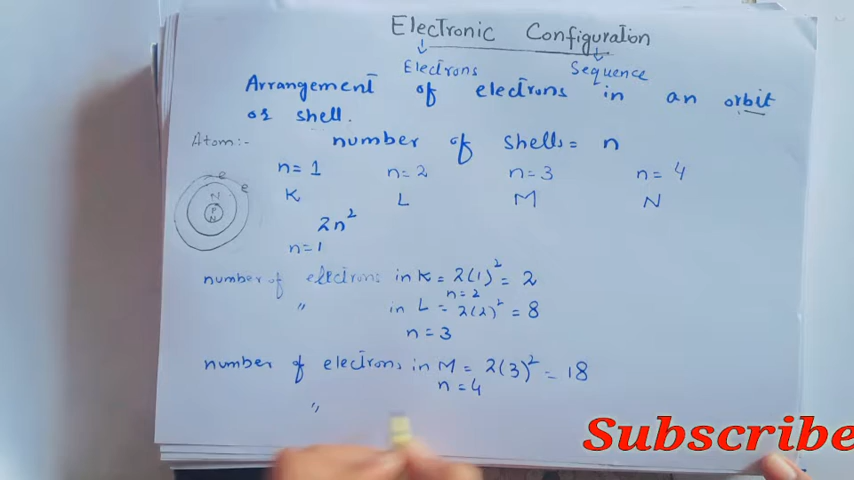 Electronic Configuration
Electrons Sequence
Arrangement of electrons in an orbit
or shell.
Atom:- number of shells = n
n=1 n=2 n=3 n=4
K L M N
e
e
N
P
N
2n²
n=1
number of electrons in K = 2(1)² = 2
n=2
" in L = 2(2)² = 8
n=3
number of electrons in M = 2(3)² = 18
n=4
"
Subscribe